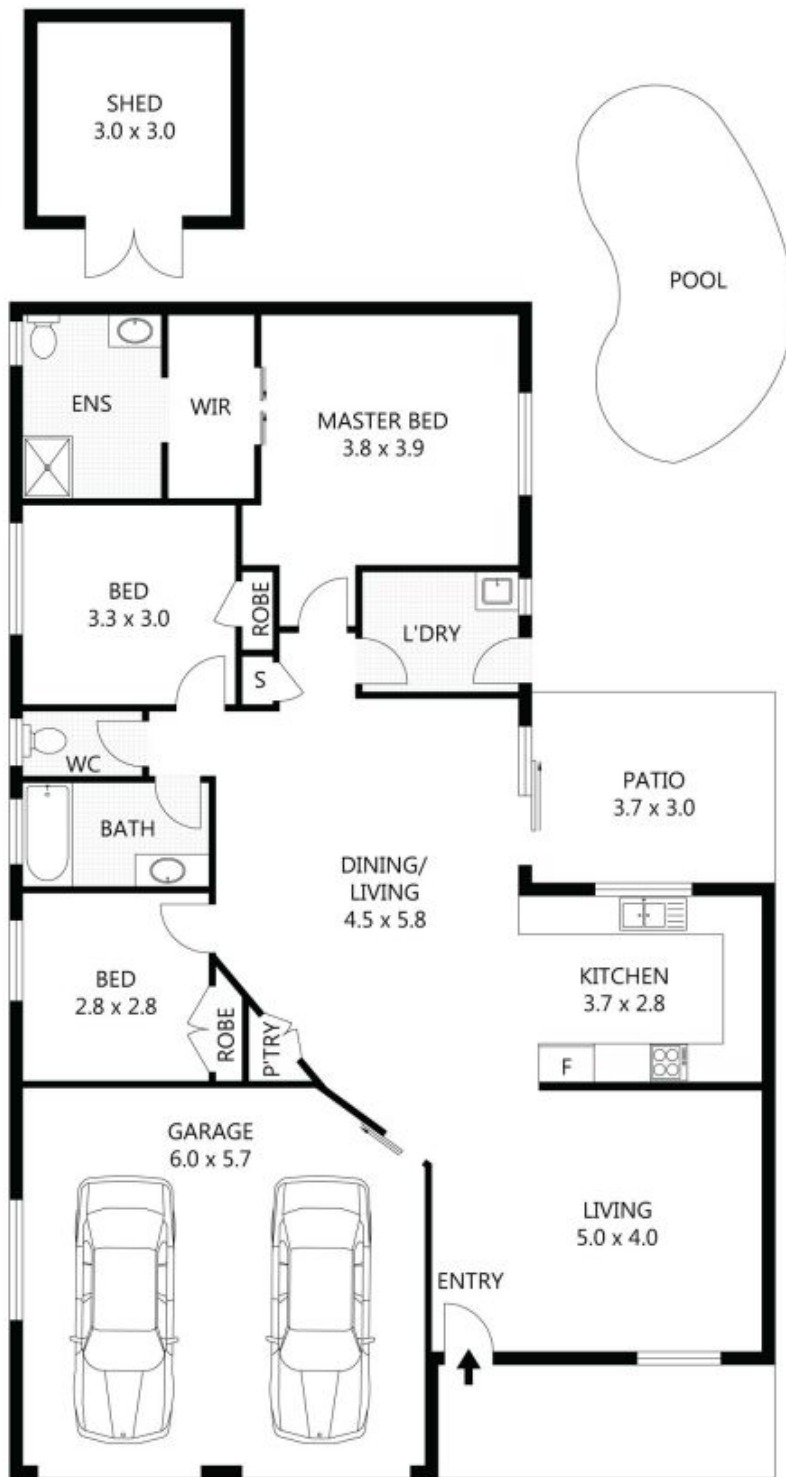 SHED
3.0 x 3.0
POOL
ENS
WIR
MASTER BED
3.8 x 3.9
BED
3.3 x 3.0
ROBE
L'DRY
S
WC
PATIO
3.7 x 3.0
BATH
DINING/
LIVING
4.5 x 5.8
BED
2.8 x 2.8
ROBE
P'TRY
KITCHEN
3.7 x 2.8
F
GARAGE
6.0 x 5.7
LIVING
5.0 x 4.0
ENTRY